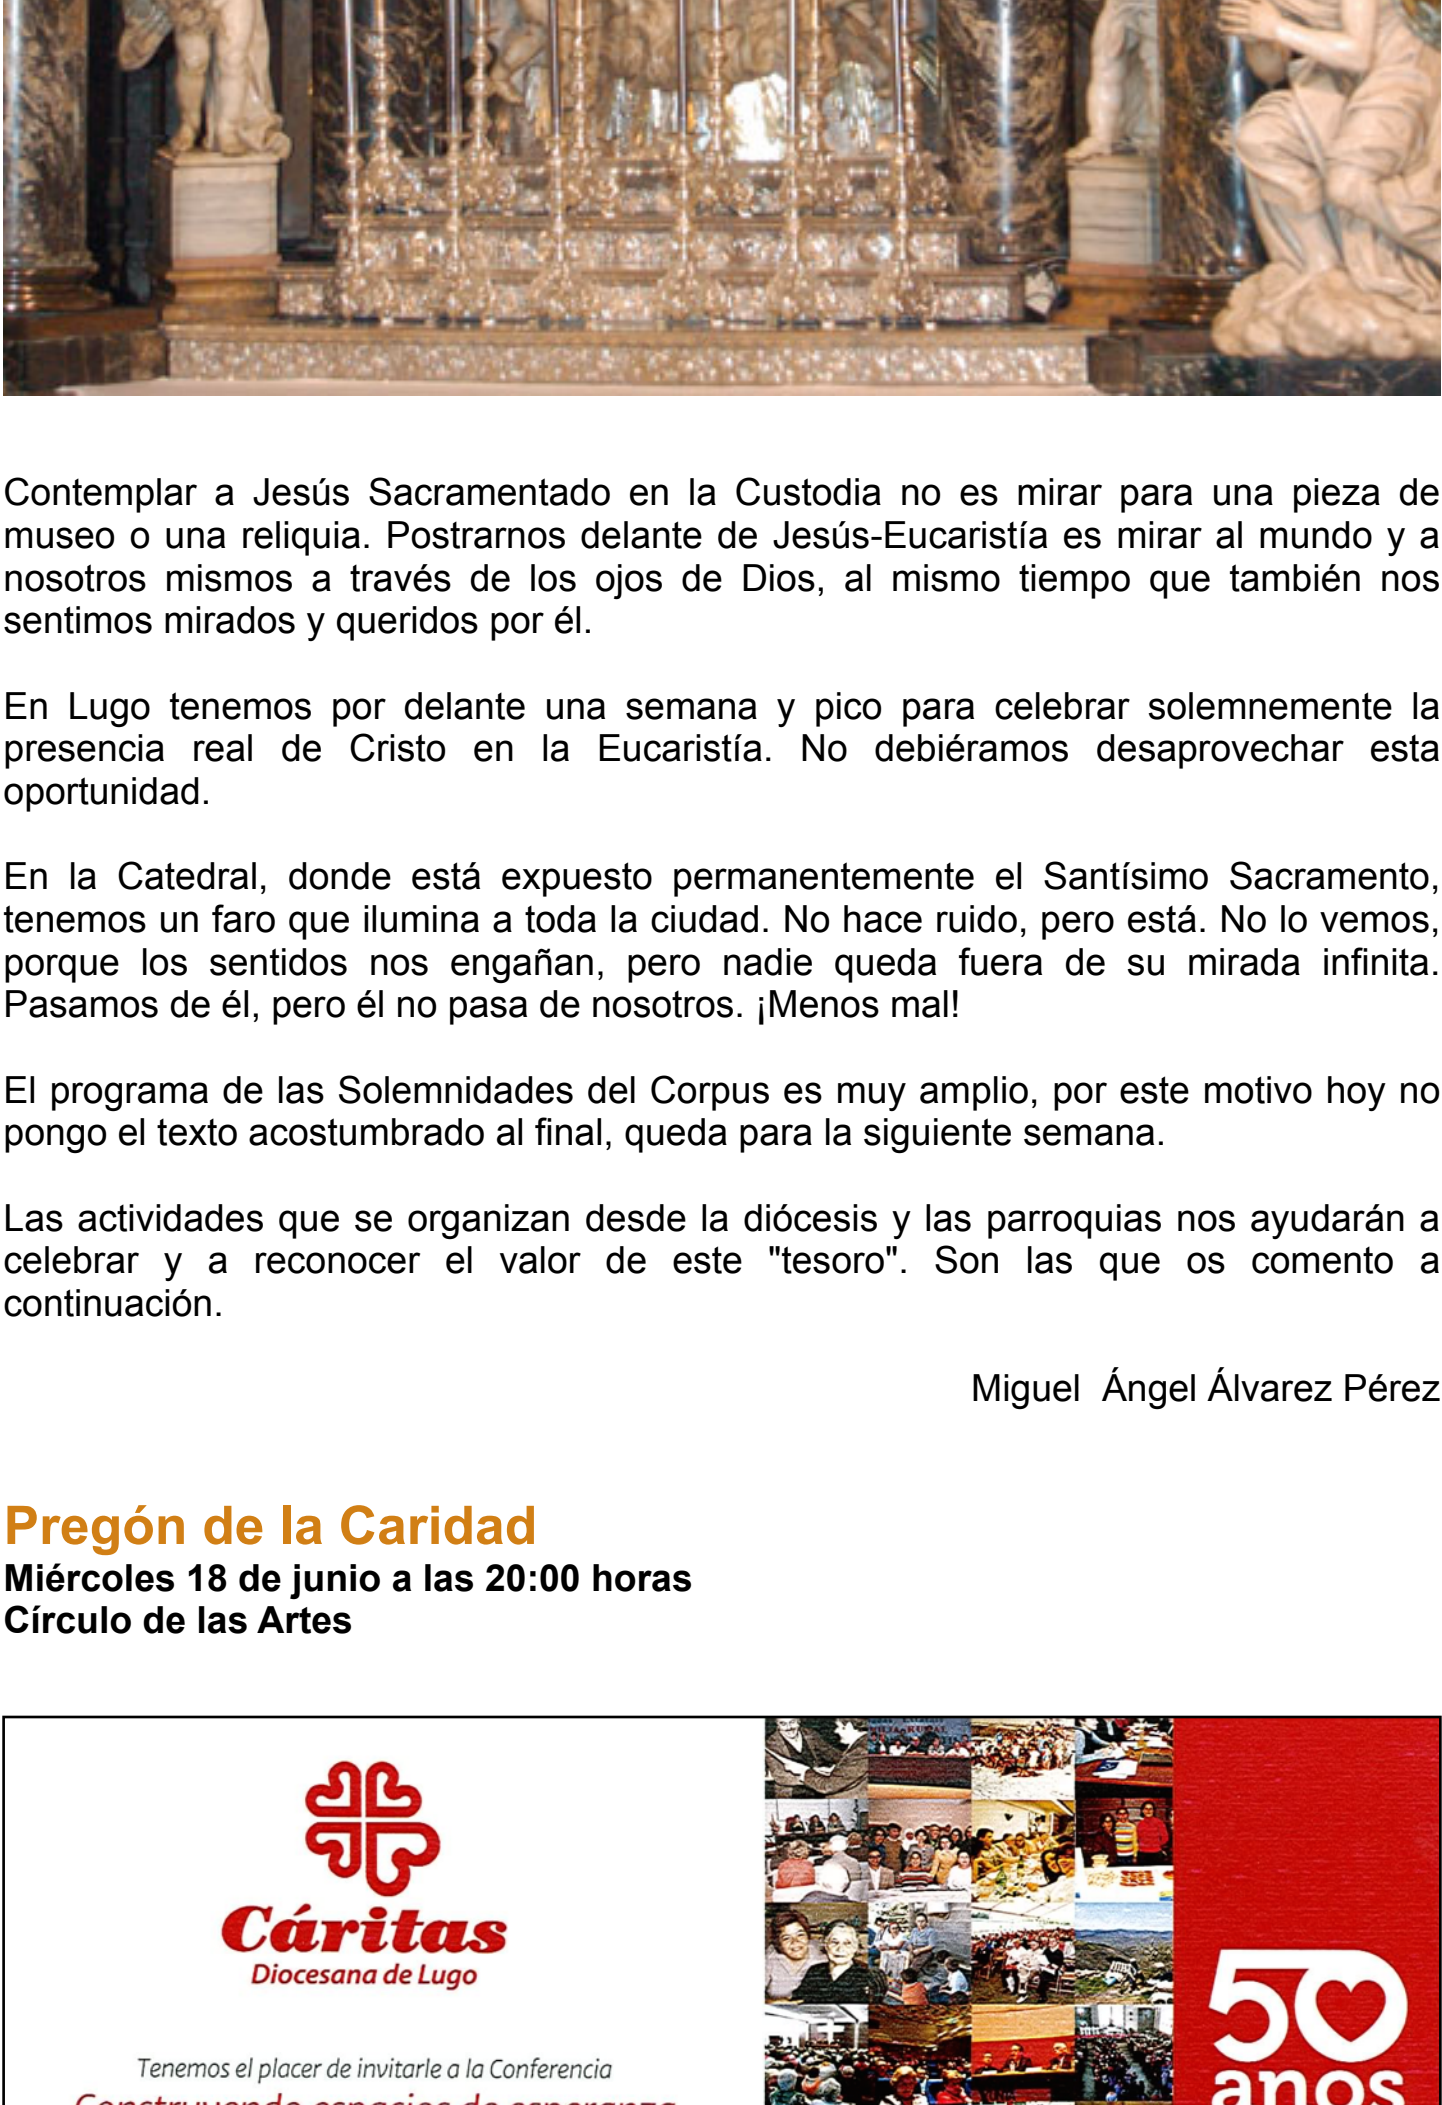 Contemplar a Jesús Sacramentado en la Custodia no es mirar para una pieza de
museo o una reliquia. Postrarnos delante de Jesús-Eucaristía es mirar al mundo y a
nosotros mismos a través de los ojos de Dios, al mismo tiempo que también nos
sentimos mirados y queridos por él.
En Lugo tenemos por delante una semana y pico para celebrar solemnemente la
presencia real de Cristo en la Eucaristía. No debiéramos desaprovechar esta
oportunidad.
En la Catedral, donde está expuesto permanentemente el Santísimo Sacramento,
tenemos un faro que ilumina a toda la ciudad. No hace ruido, pero está. No lo vemos,
porque los sentidos nos engañan, pero nadie queda fuera de su mirada infinita.
Pasamos de él, pero él no pasa de nosotros. ¡Menos mal!
El programa de las Solemnidades del Corpus es muy amplio, por este motivo hoy no
pongo el texto acostumbrado al final, queda para la siguiente semana.
Las actividades que se organizan desde la diócesis y las parroquias nos ayudarán a
celebrar y a reconocer el valor de este "tesoro". Son las que os comento a
continuación.
Miguel Ángel Álvarez Pérez
Pregón de la Caridad
Miércoles 18 de junio a las 20:00 horas
Círculo de las Artes
Cáritas
Diocesana de Lugo
Tenemos el placer de invitarle a la Conferencia
Construyendo espacios de esperanza
50
anos